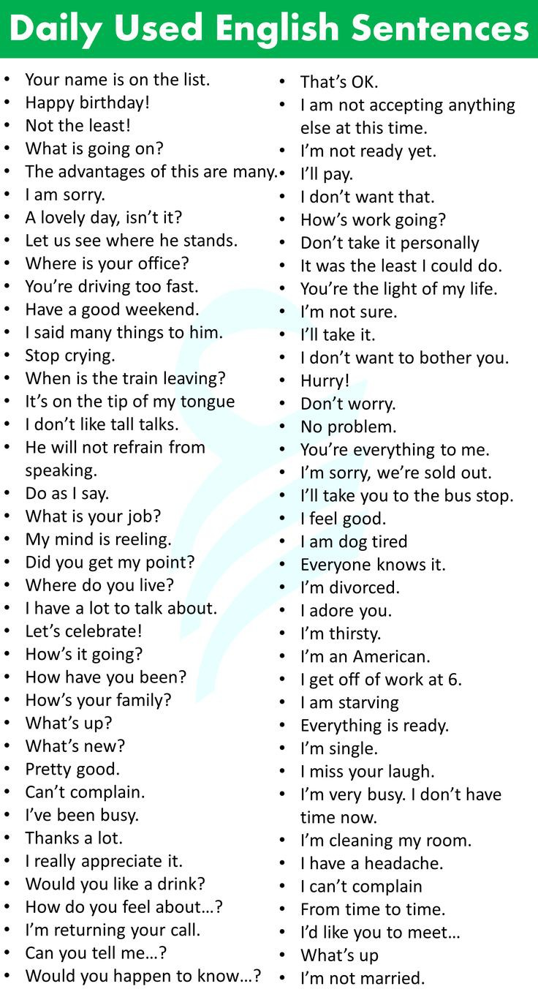 Daily Used English Sentences
• Your name is on the list.
• Happy birthday!
• Not the least!
• What is going on?
• The advantages of this are many.
• I am sorry.
• A lovely day, isn’t it?
• Let us see where he stands.
• Where is your office?
• You’re driving too fast.
• Have a good weekend.
• I said many things to him.
• Stop crying.
• When is the train leaving?
• It’s on the tip of my tongue
• I don’t like tall talks.
• He will not refrain from
speaking.
• Do as I say.
• What is your job?
• My mind is reeling.
• Did you get my point?
• Where do you live?
• I have a lot to talk about.
• Let’s celebrate!
• How’s it going?
• How have you been?
• How’s your family?
• What’s up?
• What’s new?
• Pretty good.
• Can’t complain.
• I’ve been busy.
• Thanks a lot.
• I really appreciate it.
• Would you like a drink?
• How do you feel about…?
• I’m returning your call.
• Can you tell me…?
• Would you happen to know…?
• That’s OK.
• I am not accepting anything
else at this time.
• I’m not ready yet.
• I’ll pay.
• I don’t want that.
• How’s work going?
• Don’t take it personally
• It was the least I could do.
• You’re the light of my life.
• I’m not sure.
• I’ll take it.
• I don’t want to bother you.
• Hurry!
• Don’t worry.
• No problem.
• You’re everything to me.
• I’m sorry, we’re sold out.
• I’ll take you to the bus stop.
• I feel good.
• I am dog tired
• Everyone knows it.
• I’m divorced.
• I adore you.
• I’m thirsty.
• I’m an American.
• I get off of work at 6.
• I am starving
• Everything is ready.
• I’m single.
• I miss your laugh.
• I’m very busy. I don’t have
time now.
• I’m cleaning my room.
• I have a headache.
• I can’t complain
• From time to time.
• I’d like you to meet…
• What’s up
• I’m not married.